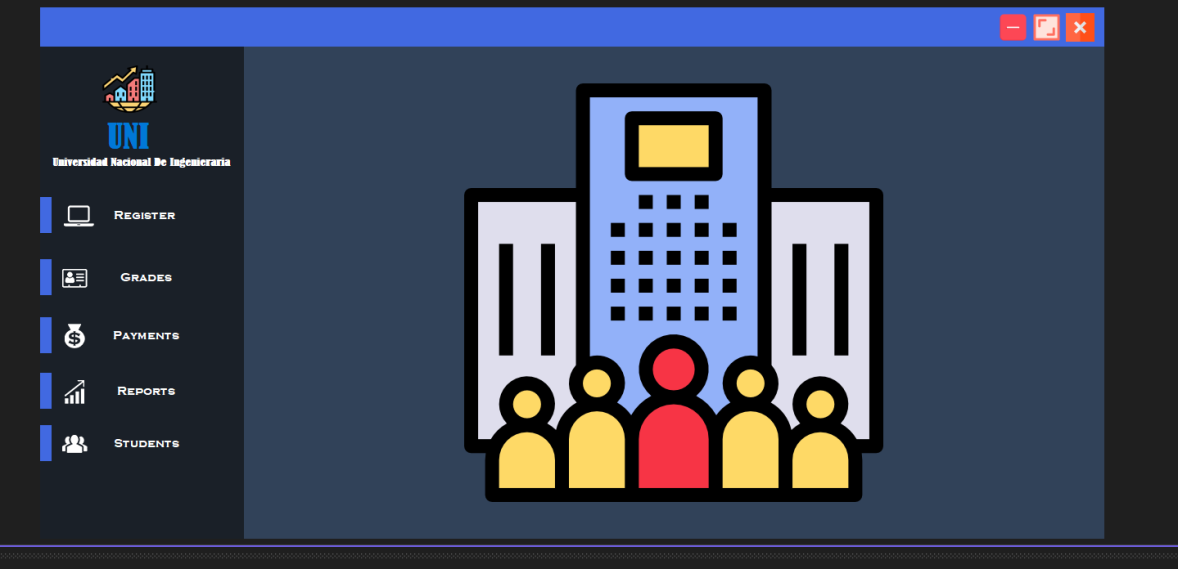 UNI
Universidad Nacional De Ingenieraria
Register
Grades
Payments
Reports
Students